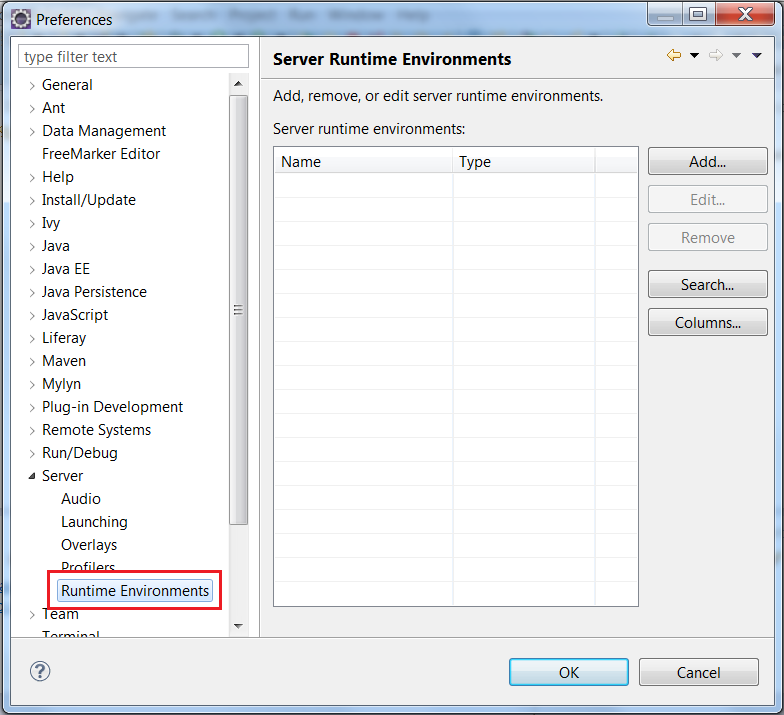 Preferences
type filter text
General
Ant
Data Management
FreeMarker Editor
Help
Install/Update
Ivy
Java
Java EE
Java Persistence
JavaScript
Liferay
Maven
Mylyn
Plug-in Development
Remote Systems
Run/Debug
Server
Audio
Launching
Overlays
Profilers
Runtime Environments
Team
Terminal
Server Runtime Environments
Add, remove, or edit server runtime environments.
Server runtime environments:
Name Type
Add...
Edit...
Remove
Search...
Columns...
?
OK Cancel